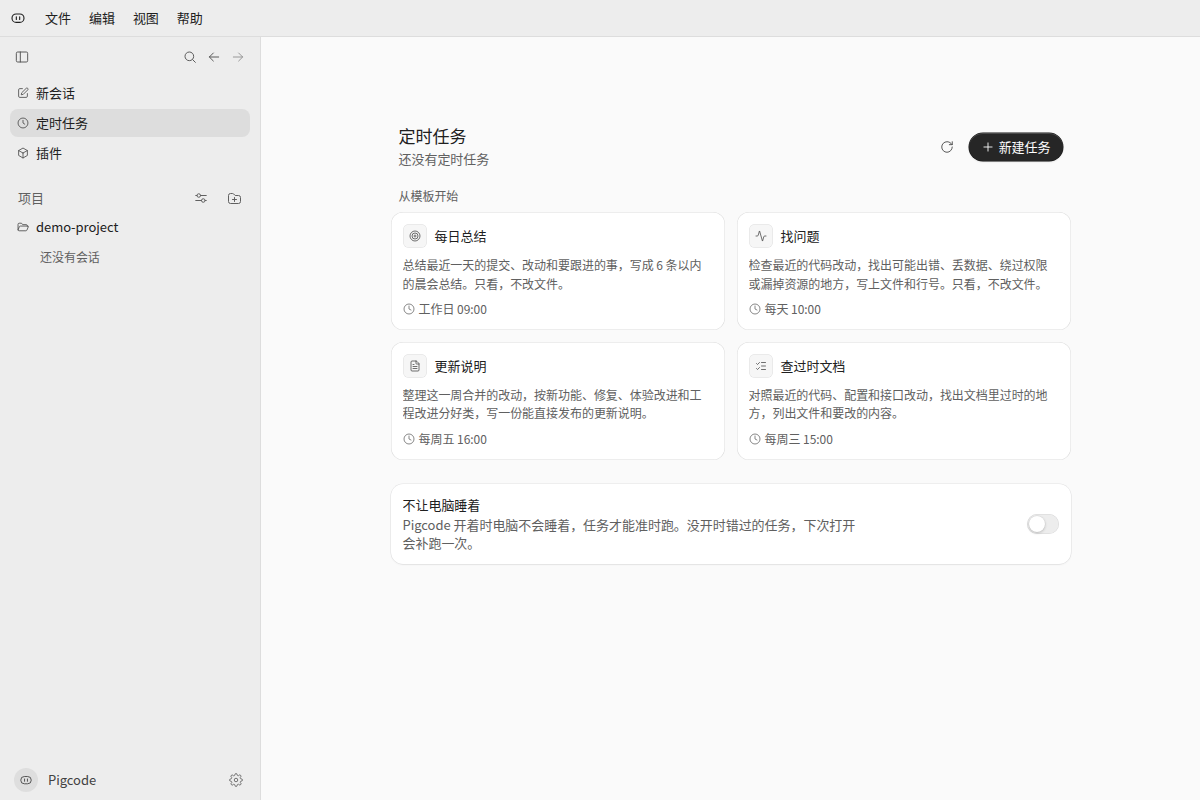 文件 编辑 视图 帮助
新会话
定时任务
插件
项目
demo-project
还没有会话
Pigcode
定时任务
还没有定时任务
新建任务
从模板开始
每日总结
总结最近一天的提交、改动和要跟进的事，写成 6 条以内
的晨会总结。只看，不改文件。
工作日 09:00
找问题
检查最近的代码改动，找出可能出错、丢数据、绕过权限
或漏掉资源的地方，写上文件和行号。只看，不改文件。
每天 10:00
更新说明
整理这一周合并的改动，按新功能、修复、体验改进和工
程改进分好类，写一份能直接发布的更新说明。
每周五 16:00
查过时文档
对照最近的代码、配置和接口改动，找出文档里过时的地
方，列出文件和要改的内容。
每周三 15:00
不让电脑睡着
Pigcode 开着时电脑不会睡着，任务才能准时跑。没开时错过的任务，下次打开
会补跑一次。